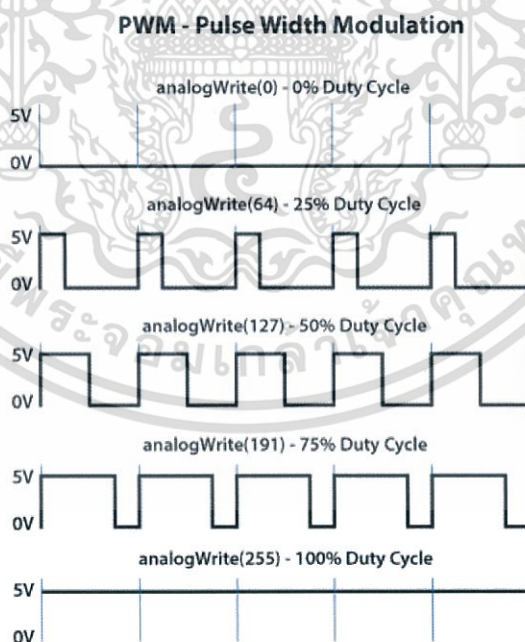 PWM - Pulse Width Modulation
analogWrite(0) - 0% Duty Cycle
5V
0V
analogWrite(64) - 25% Duty Cycle
5V
0V
analogWrite(127) - 50% Duty Cycle
5V
0V
analogWrite(191) - 75% Duty Cycle
5V
0V
analogWrite(255) - 100% Duty Cycle
5V
0V